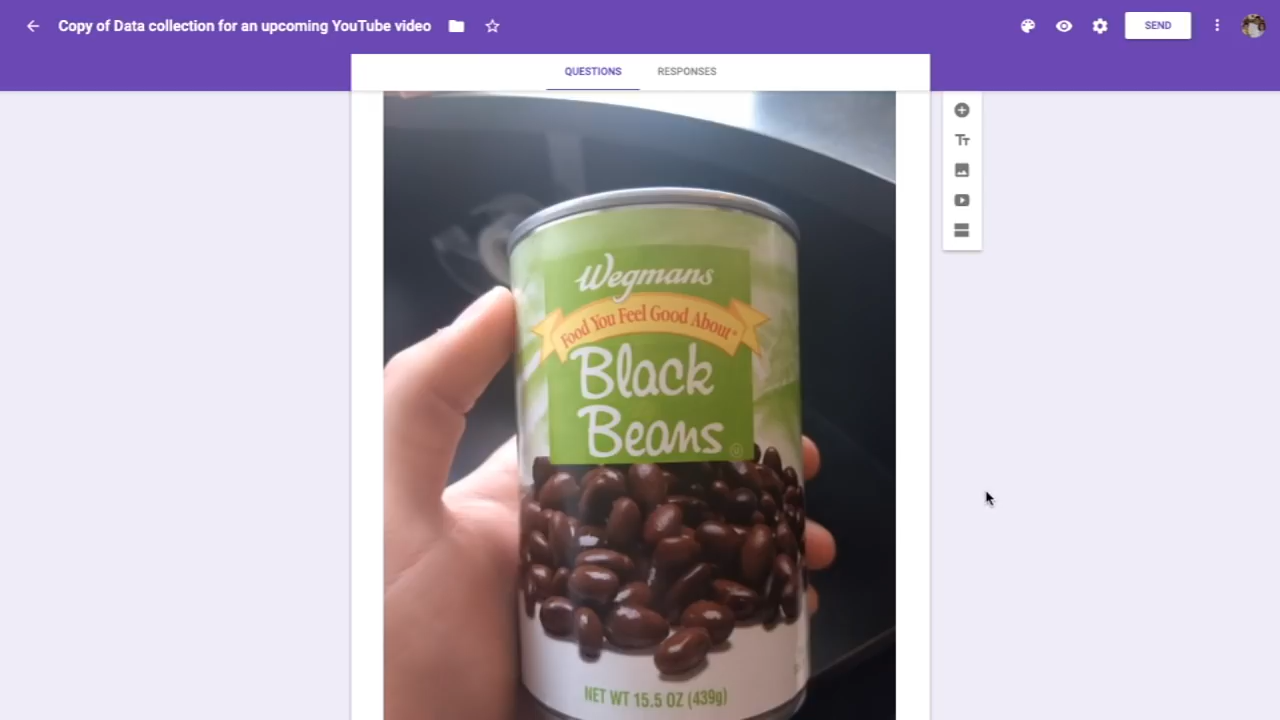 Copy of Data collection for an upcoming YouTube video
SEND
QUESTIONS
RESPONSES
Tт
Wegmans
Food You Feel Good About
Black
Beans
NET WT 15.5 OZ (439g)